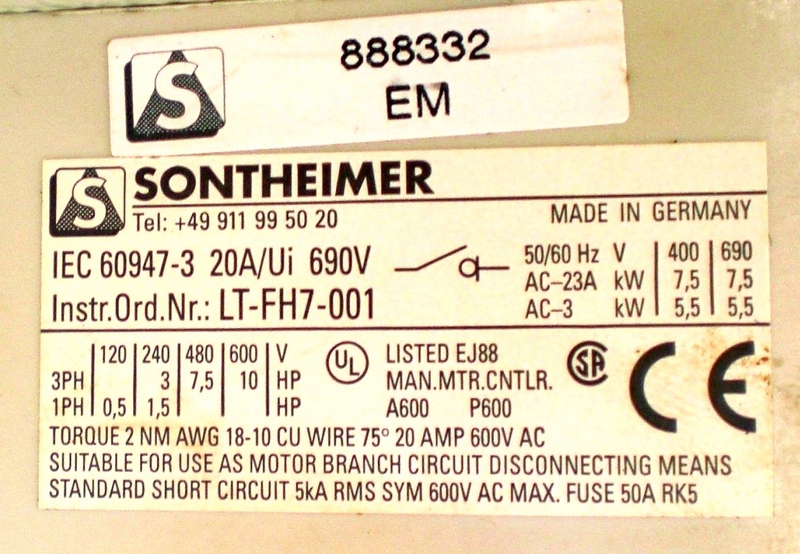 S
888332
EM
S
SONTHEIMER
Tel: +49 911 99 50 20
MADE IN GERMANY
IEC 60947-3 20A/Ui 690V
Instr.Ord.Nr.: LT-FH7-001
50/60 Hz V 400 690
AC-23A kW 7,5 7,5
AC-3 kW 5,5 5,5
120 240 480 600 V
3PH 3 7,5 10 HP
1PH 0,5 1,5 HP
UL
LISTED EJ88
MAN.MTR.CNTLR.
A600 P600
SA
CE
TORQUE 2 NM AWG 18-10 CU WIRE 75° 20 AMP 600V AC
SUITABLE FOR USE AS MOTOR BRANCH CIRCUIT DISCONNECTING MEANS
STANDARD SHORT CIRCUIT 5kA RMS SYM 600V AC MAX. FUSE 50A RK5